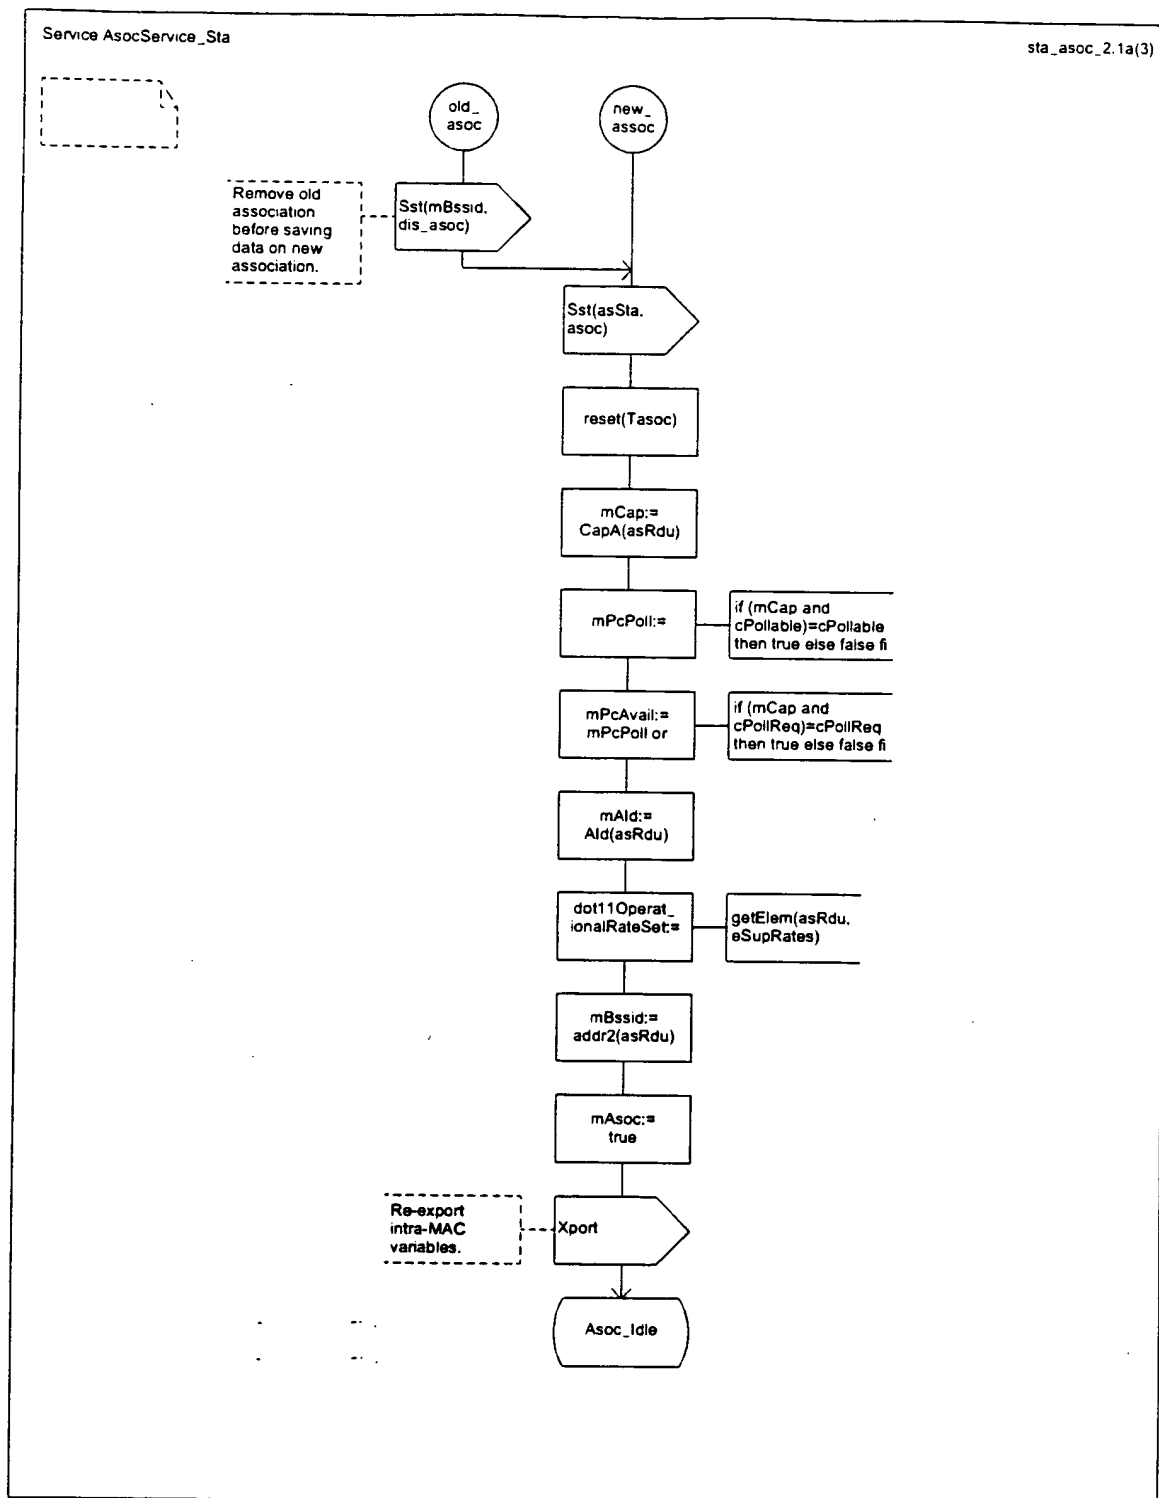 Service AsocService_Sta
sta_asoc_2.1a(3)
old_
asoc
new_
assoc
Remove old
association
before saving
data on new
association.
Sst(mBssid,
dis_asoc)
Sst(asSta,
asoc)
reset(Tasoc)
mCap:=
CapA(asRdu)
mPcPoll:=
if (mCap and
cPollable)=cPollable
then true else false fi
mPcAvail:=
mPcPoll or
if (mCap and
cPollReq)=cPollReq
then true else false fi
mAId:=
AId(asRdu)
dot11Operat_
ionalRateSet:=
getElem(asRdu,
eSupRates)
mBssid:=
addr2(asRdu)
mAsoc:=
true
Re-export
intra-MAC
variables.
Xport
Asoc_Idle